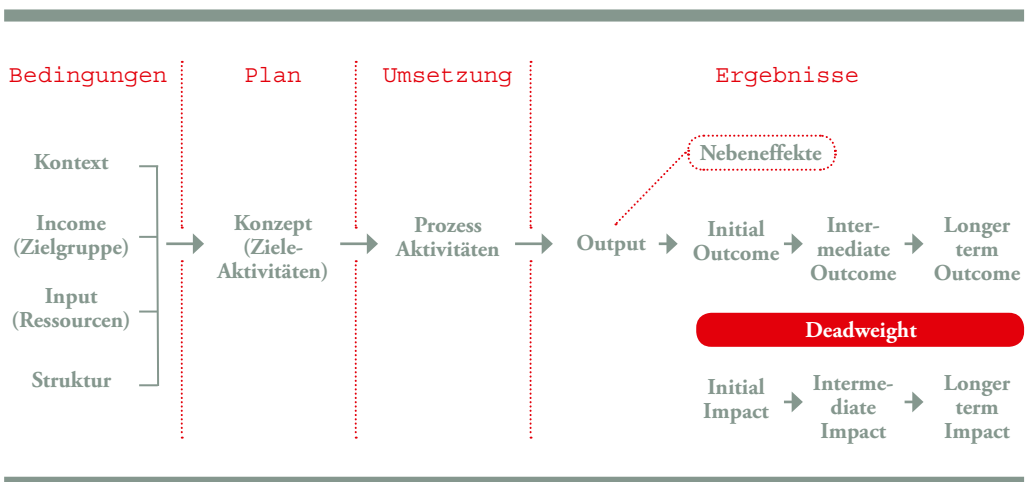 Bedingungen
Plan
Umsetzung
Ergebnisse
Kontext
Income
(Zielgruppe)
Input
(Ressourcen)
Struktur
Konzept
(Ziele-
Aktivitäten)
Prozess
Aktivitäten
Nebeneffekte
Output
Initial
Outcome
Inter-
mediate
Outcome
Longer
term
Outcome
Deadweight
Initial
Impact
Interme-
diate
Impact
Longer
term
Impact